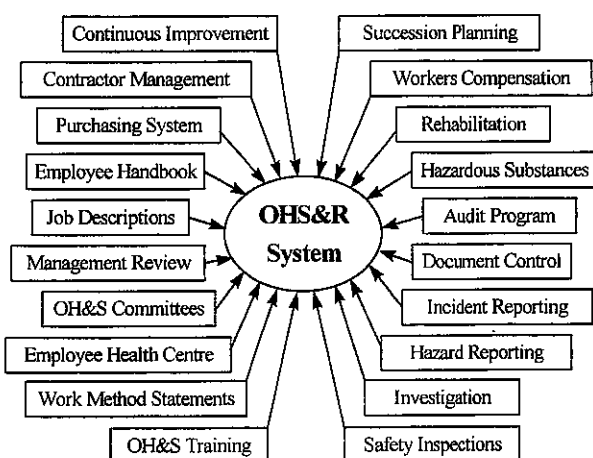 Continuous Improvement
Succession Planning
Contractor Management
Workers Compensation
Purchasing System
Rehabilitation
Employee Handbook
Hazardous Substances
OHS&R
System
Job Descriptions
Audit Program
Management Review
Document Control
OH&S Committees
Incident Reporting
Employee Health Centre
Hazard Reporting
Work Method Statements
Investigation
OH&S Training
Safety Inspections